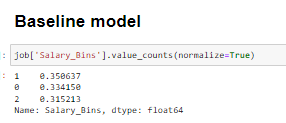 Baseline model
: job['Salary_Bins'].value_counts(normalize=True)
: 1    0.350637
0    0.334150
2    0.315213
Name: Salary_Bins, dtype: float64